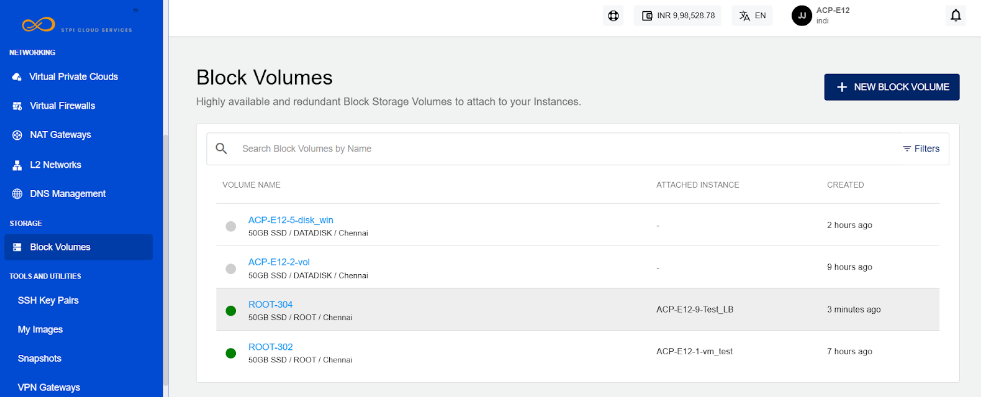 STPI CLOUD SERVICES
INR 9,98,528.78
EN
JJ
ACP-E12
indi
NETWORKING
Virtual Private Clouds
Virtual Firewalls
NAT Gateways
L2 Networks
DNS Management
STORAGE
Block Volumes
TOOLS AND UTILITIES
SSH Key Pairs
My Images
Snapshots
VPN Gateways
Block Volumes
Highly available and redundant Block Storage Volumes to attach to your Instances.
NEW BLOCK VOLUME
Search Block Volumes by Name
Filters
VOLUME NAME ATTACHED INSTANCE CREATED
ACP-E12-5-disk_win
50GB SSD / DATADISK / Chennai - 2 hours ago
ACP-E12-2-vol
50GB SSD / DATADISK / Chennai - 9 hours ago
ROOT-304
50GB SSD / ROOT / Chennai ACP-E12-9-Test_LB 3 minutes ago
ROOT-302
50GB SSD / ROOT / Chennai ACP-E12-1-vm_test 7 hours ago